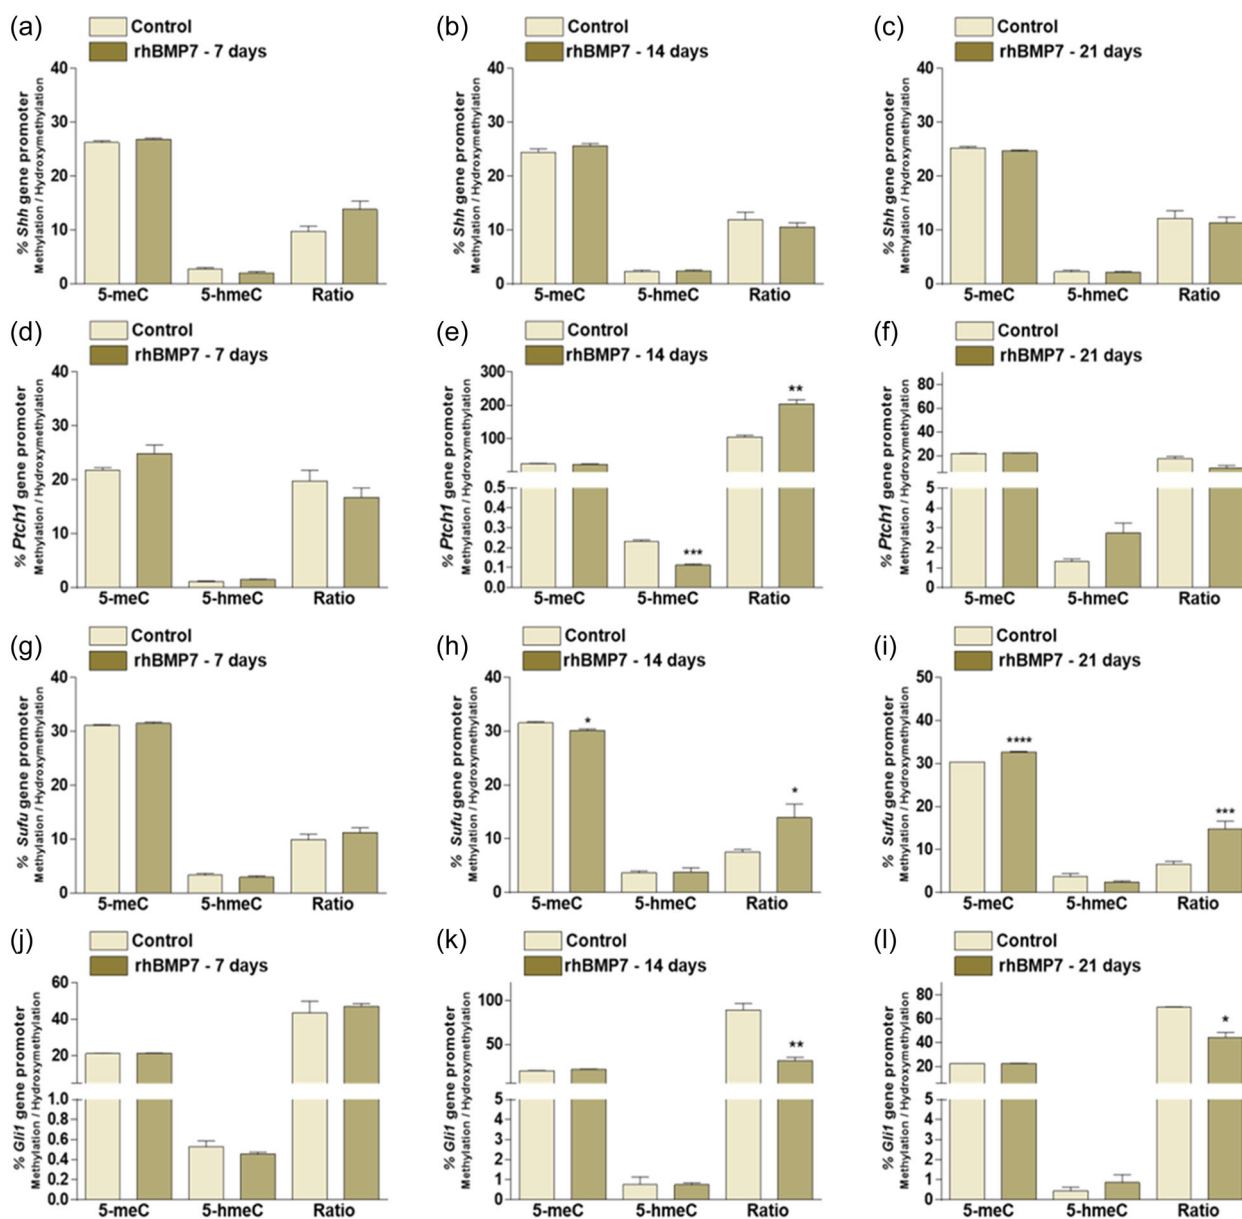 (a)
Control
rhBMP7 - 7 days
% Shh gene promoter
Methylation / Hydroxymethylation
40
30
20
10
0
5-meC 5-hmeC Ratio
(b)
Control
rhBMP7 - 14 days
% Shh gene promoter
Methylation / Hydroxymethylation
40
30
20
10
0
5-meC 5-hmeC Ratio
(c)
Control
rhBMP7 - 21 days
% Shh gene promoter
Methylation / Hydroxymethylation
40
30
20
10
0
5-meC 5-hmeC Ratio
(d)
Control
rhBMP7 - 7 days
% Ptch1 gene promoter
Methylation / Hydroxymethylation
40
30
20
10
0
5-meC 5-hmeC Ratio
(e)
Control
rhBMP7 - 14 days
% Ptch1 gene promoter
Methylation / Hydroxymethylation
300
200
100
0.5
0.4
0.3
0.2
0.1
0.0
***
**
5-meC 5-hmeC Ratio
(f)
Control
rhBMP7 - 21 days
% Ptch1 gene promoter
Methylation / Hydroxymethylation
80
60
40
20
5
4
3
2
1
0
5-meC 5-hmeC Ratio
(g)
Control
rhBMP7 - 7 days
% Sufu gene promoter
Methylation / Hydroxymethylation
40
30
20
10
0
5-meC 5-hmeC Ratio
(h)
Control
rhBMP7 - 14 days
% Sufu gene promoter
Methylation / Hydroxymethylation
40
30
20
10
0
*
*
5-meC 5-hmeC Ratio
(i)
Control
rhBMP7 - 21 days
% Sufu gene promoter
Methylation / Hydroxymethylation
50
40
30
20
10
0
****
***
5-meC 5-hmeC Ratio
(j)
Control
rhBMP7 - 7 days
% Gli1 gene promoter
Methylation / Hydroxymethylation
60
40
20
1.0
0.8
0.6
0.4
0.2
0.0
5-meC 5-hmeC Ratio
(k)
Control
rhBMP7 - 14 days
% Gli1 gene promoter
Methylation / Hydroxymethylation
100
50
5
4
3
2
1
0
**
5-meC 5-hmeC Ratio
(l)
Control
rhBMP7 - 21 days
% Gli1 gene promoter
Methylation / Hydroxymethylation
80
60
40
20
5
4
3
2
1
0
*
5-meC 5-hmeC Ratio